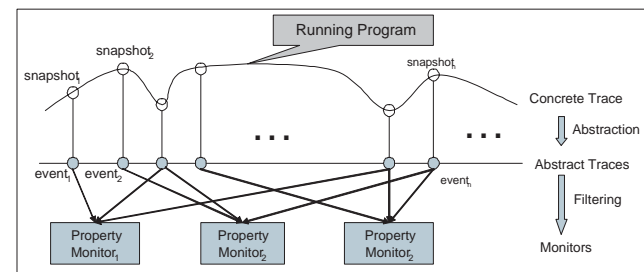 Running Program
snapshot2
snapshot1
snapshotn
Concrete Trace
... ...
Abstraction
event1 event2 eventn
Abstract Traces
Filtering
Property Monitor1
Property Monitor2
Property Monitor2
Monitors